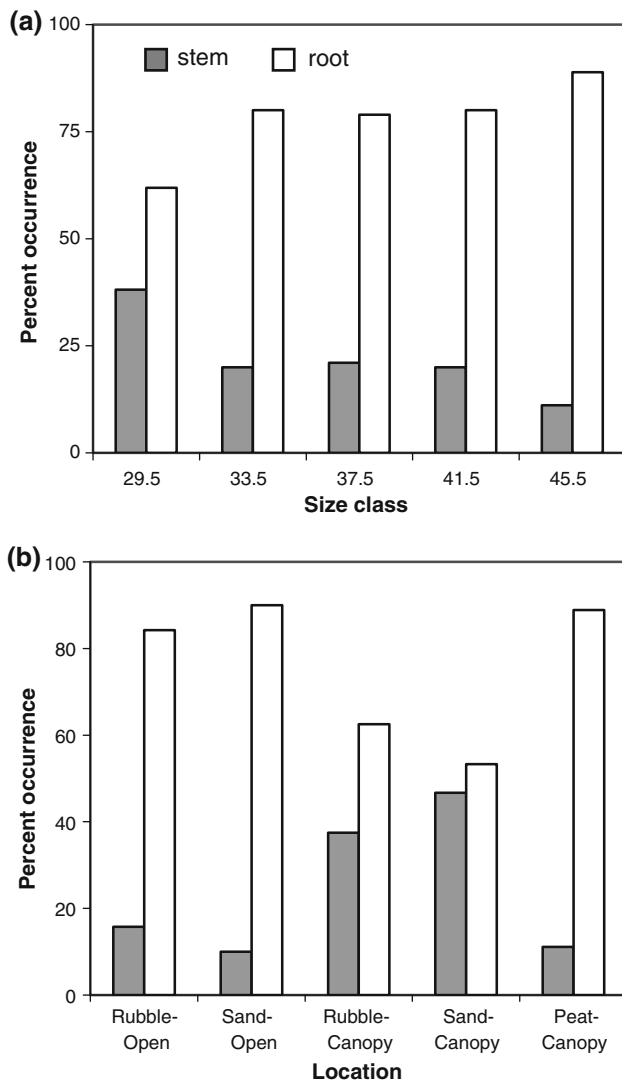 (a)
100
stem root
75
50
25
0
Percent occurrence
29.5 33.5 37.5 41.5 45.5
Size class
(b)
100
80
60
40
20
0
Percent occurrence
Rubble- Sand- Rubble- Sand- Peat-
Open Open Canopy Canopy Canopy
Location